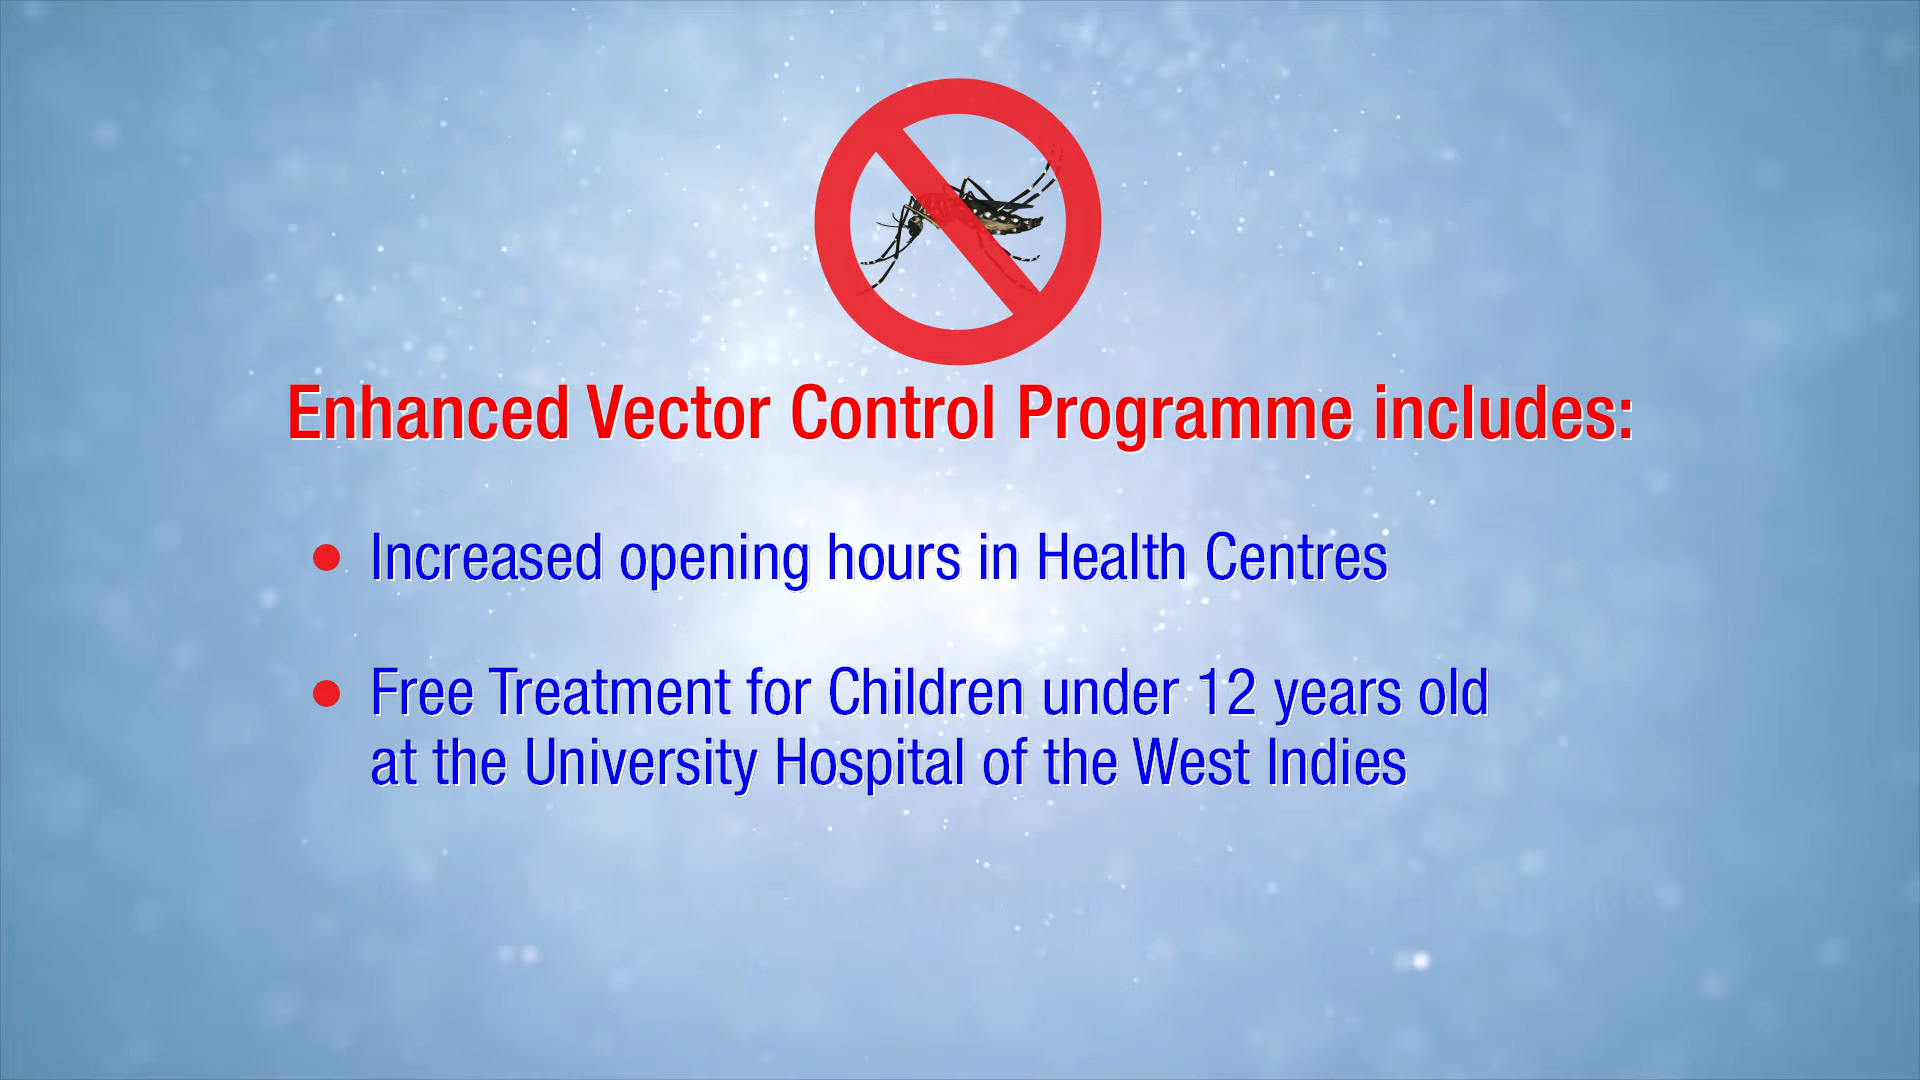 Enhanced Vector Control Programme includes:
● Increased opening hours in Health Centres
● Free Treatment for Children under 12 years old
at the University Hospital of the West Indies